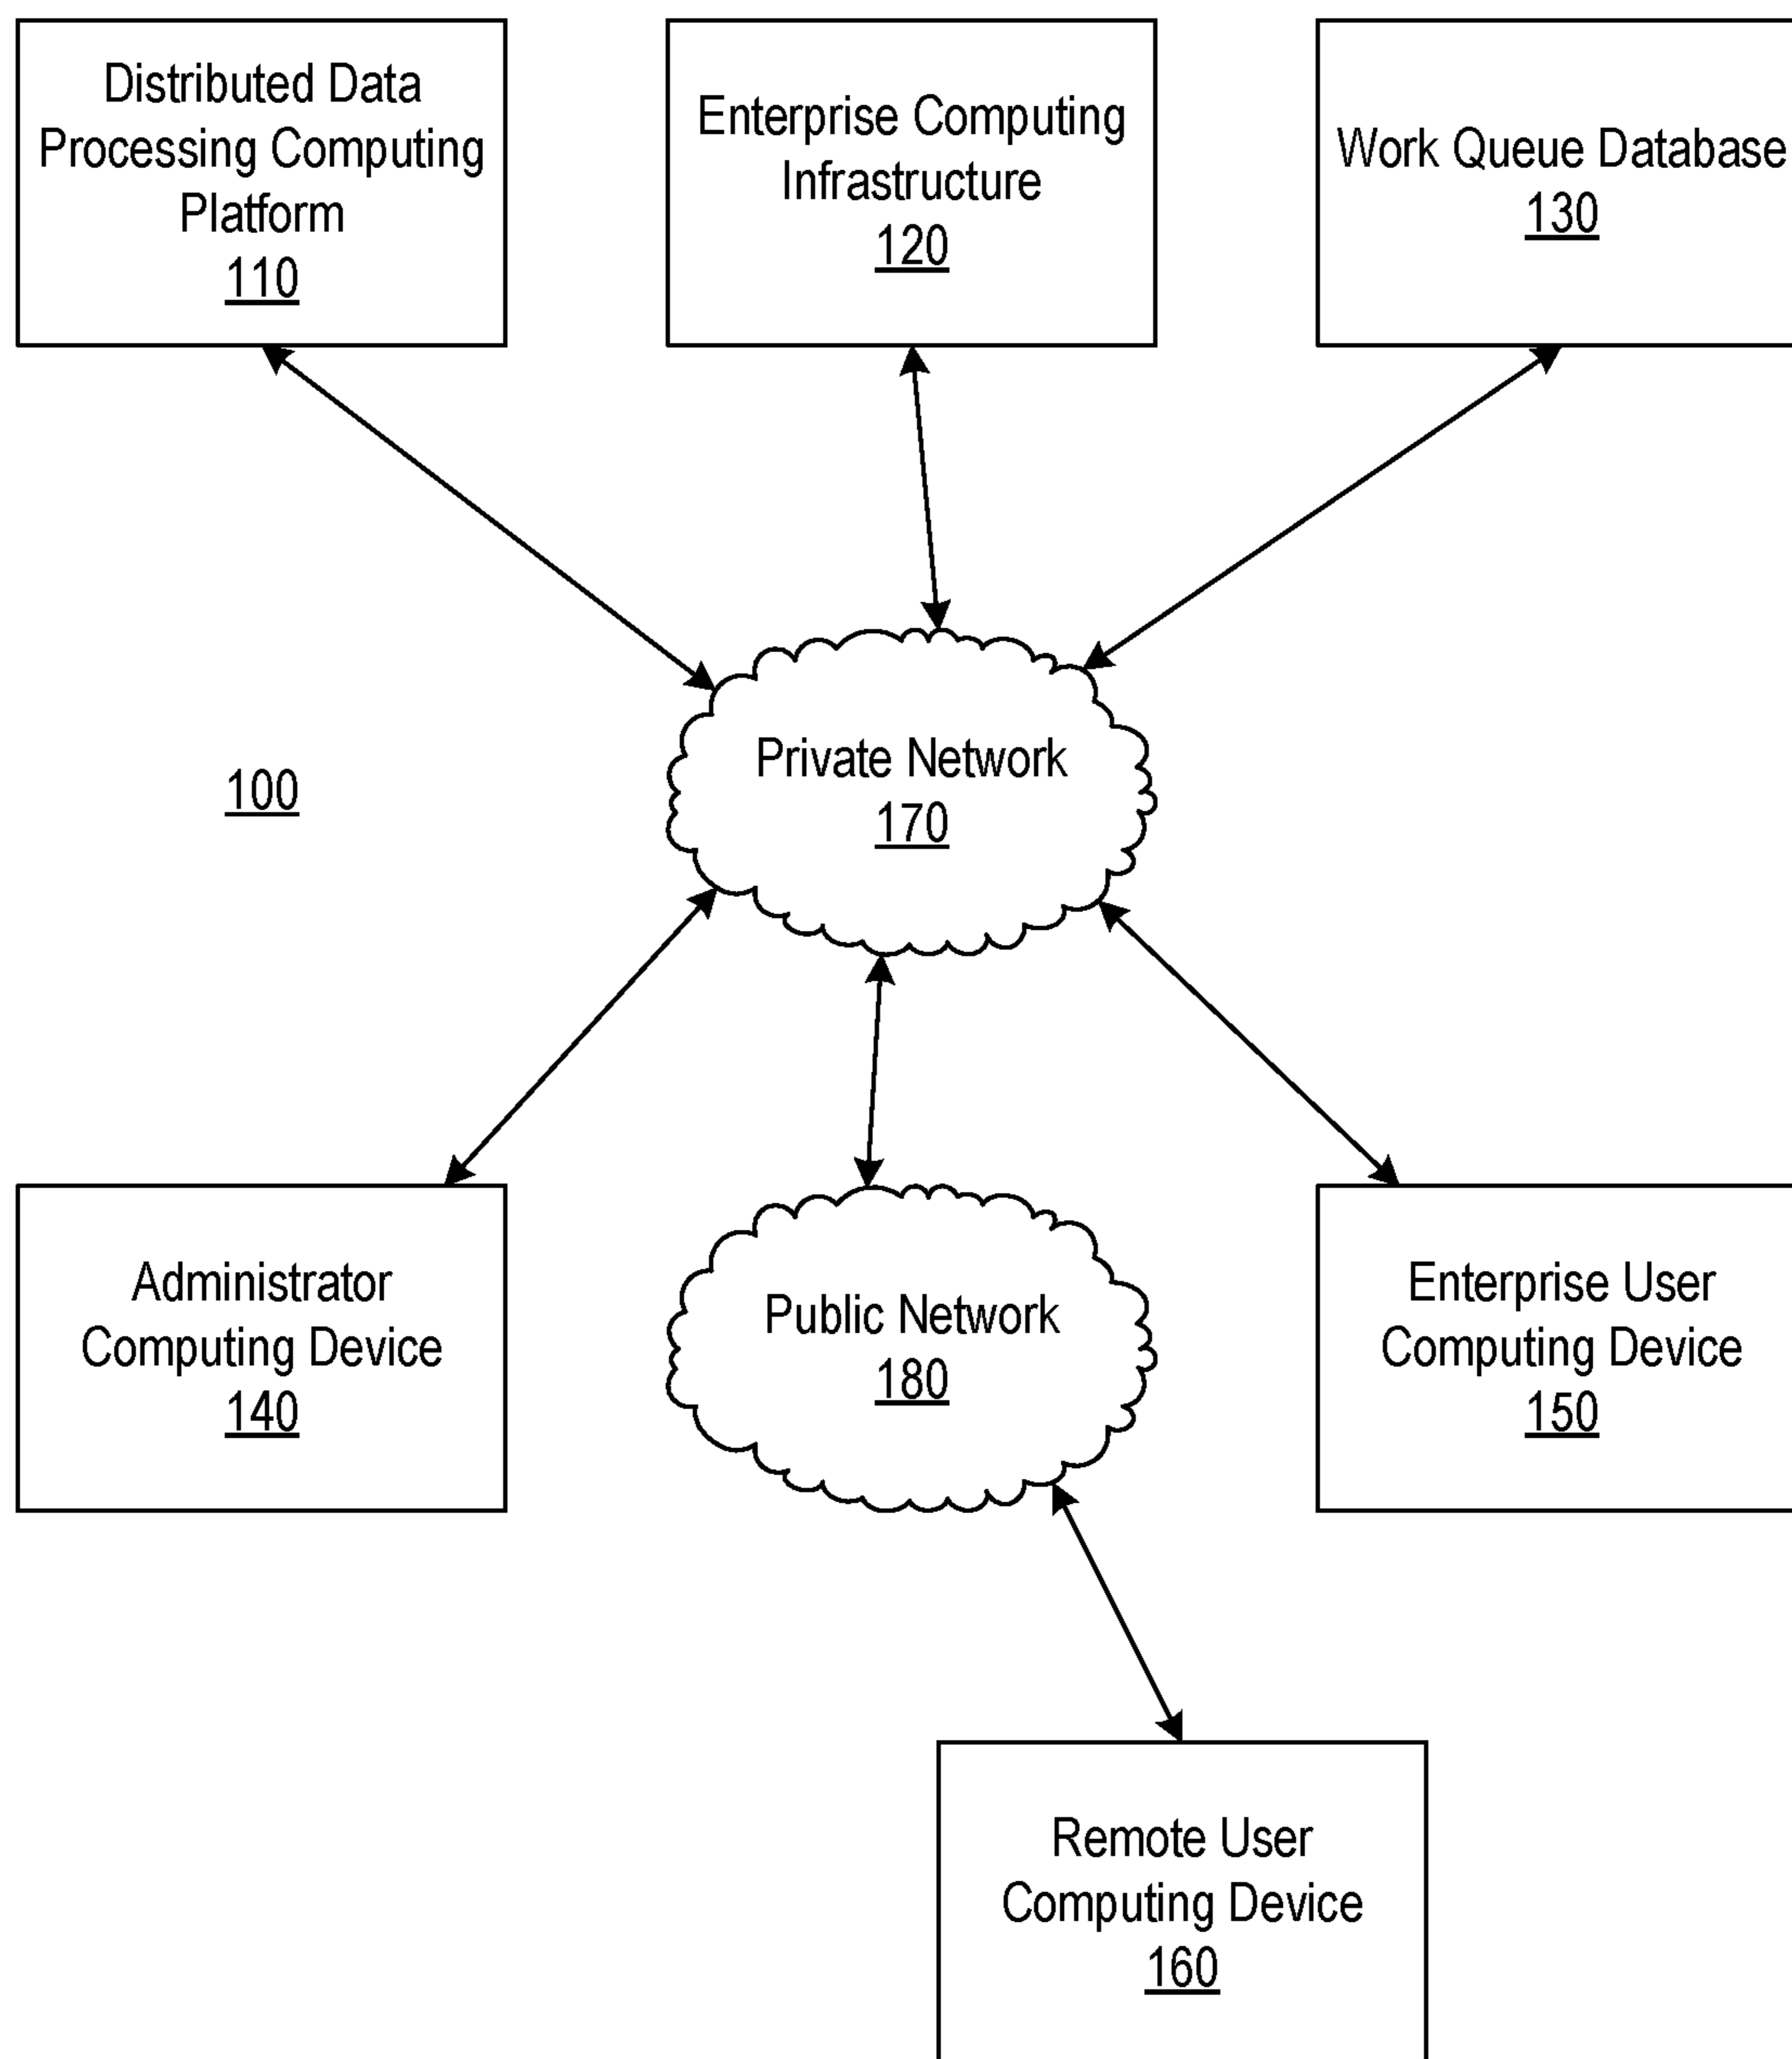 Distributed Data
Processing Computing
Platform
110
Enterprise Computing
Infrastructure
120
Work Queue Database
130
100
Private Network
170
Administrator
Computing Device
140
Public Network
180
Enterprise User
Computing Device
150
Remote User
Computing Device
160